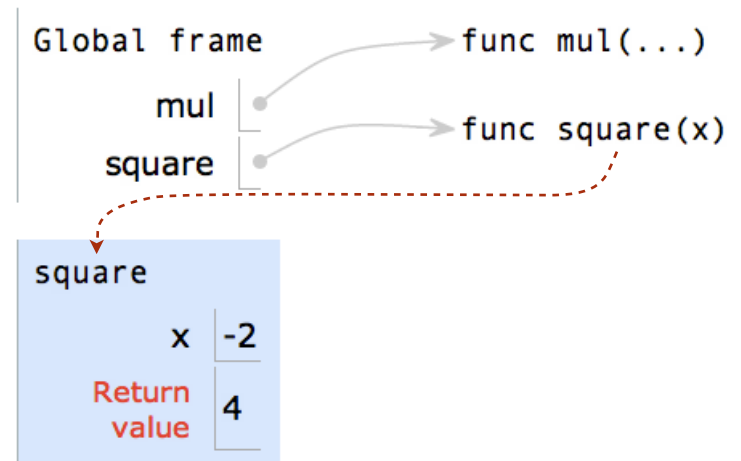 Global frame
func mul(...)
mul
func square(x)
square
square
x -2
Return
value
4